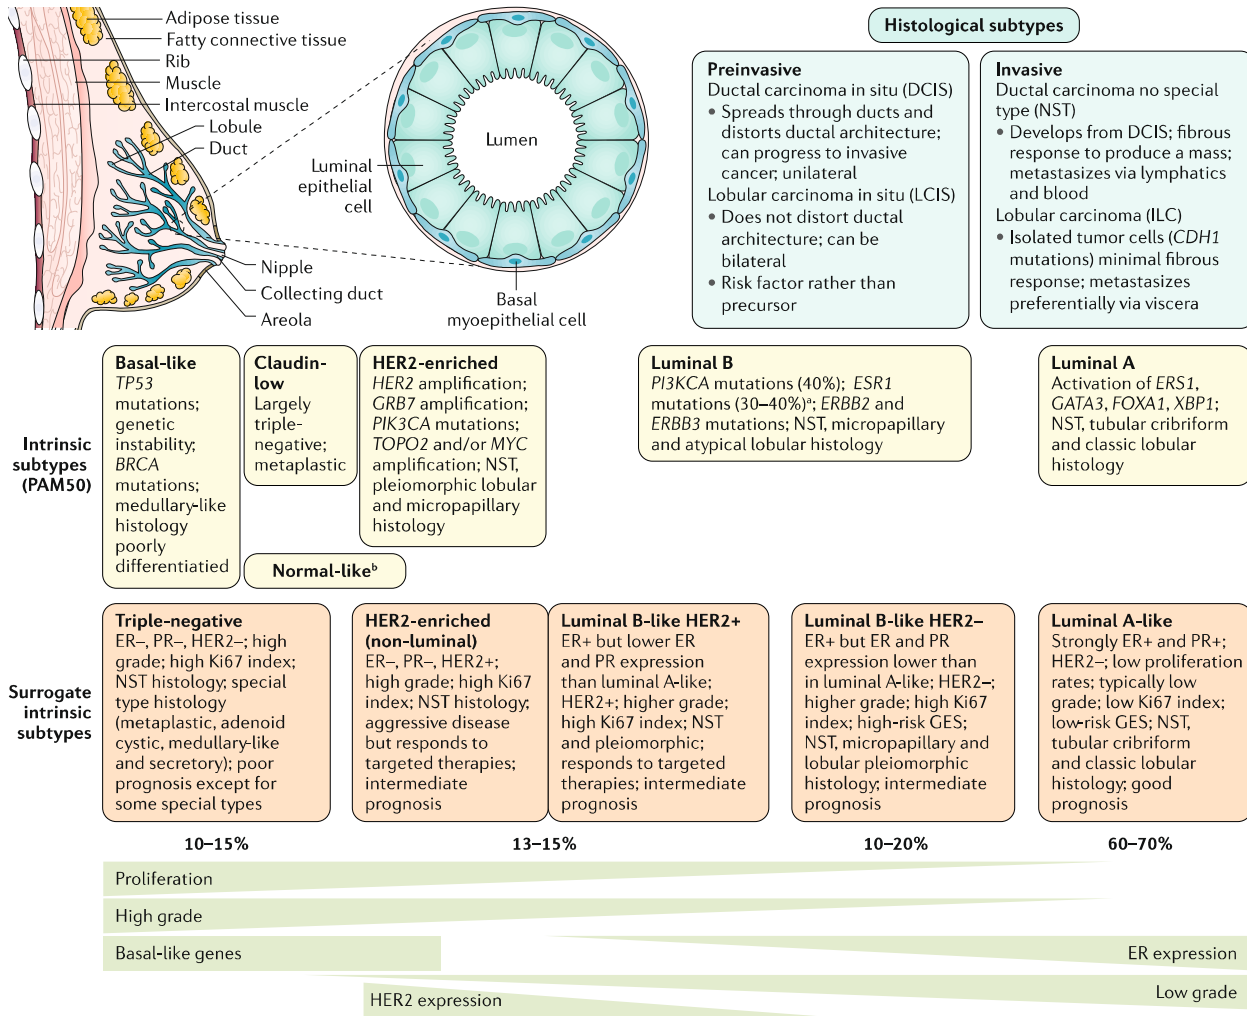 Adipose tissue
Fatty connective tissue
Rib
Muscle
Intercostal muscle
Lobule
Duct
Nipple
Collecting duct
Areola
Lumen
Luminal
epithelial
cell
Basal
myoepithelial cell
Histological subtypes
Preinvasive
Ductal carcinoma in situ (DCIS)
• Spreads through ducts and
distorts ductal architecture;
can progress to invasive
cancer; unilateral
Lobular carcinoma in situ (LCIS)
• Does not distort ductal
architecture; can be
bilateral
• Risk factor rather than
precursor
Invasive
Ductal carcinoma no special
type (NST)
• Develops from DCIS; fibrous
response to produce a mass;
metastasizes via lymphatics
and blood
Lobular carcinoma (ILC)
• Isolated tumor cells (CDH1
mutations) minimal fibrous
response; metastasizes
preferentially via viscera
Intrinsic
subtypes
(PAM50)
Basal-like
TP53
mutations;
genetic
instability;
BRCA
mutations;
medullary-like
histology
poorly
differentiatied
Claudin-
low
Largely
triple-
negative;
metaplastic
Normal-likeᵇ
HER2-enriched
HER2 amplification;
GRB7 amplification;
PIK3CA mutations;
TOPO2 and/or MYC
amplification; NST,
pleiomorphic lobular
and micropapillary
histology
Luminal B
PI3KCA mutations (40%); ESR1
mutations (30–40%)ᵃ; ERBB2 and
ERBB3 mutations; NST, micropapillary
and atypical lobular histology
Luminal A
Activation of ERS1,
GATA3, FOXA1, XBP1;
NST, tubular cribriform
and classic lobular
histology
Surrogate
intrinsic
subtypes
Triple-negative
ER–, PR–, HER2–; high
grade; high Ki67 index;
NST histology; special
type histology
(metaplastic, adenoid
cystic, medullary-like
and secretory); poor
prognosis except for
some special types
HER2-enriched
(non-luminal)
ER–, PR–, HER2+;
high grade; high Ki67
index; NST histology;
aggressive disease
but responds to
targeted therapies;
intermediate
prognosis
Luminal B-like HER2+
ER+ but lower ER
and PR expression
than luminal A-like;
HER2+; higher grade;
high Ki67 index; NST
and pleiomorphic;
responds to targeted
therapies; intermediate
prognosis
Luminal B-like HER2–
ER+ but ER and PR
expression lower than
in luminal A-like; HER2–;
higher grade; high Ki67
index; high-risk GES;
NST, micropapillary and
lobular pleiomorphic
histology; intermediate
prognosis
Luminal A-like
Strongly ER+ and PR+;
HER2–; low proliferation
rates; typically low
grade; low Ki67 index;
low-risk GES; NST,
tubular cribriform
and classic lobular
histology; good
prognosis
10–15%
13–15%
10–20%
60–70%
Proliferation
High grade
Basal-like genes
ER expression
Low grade
HER2 expression